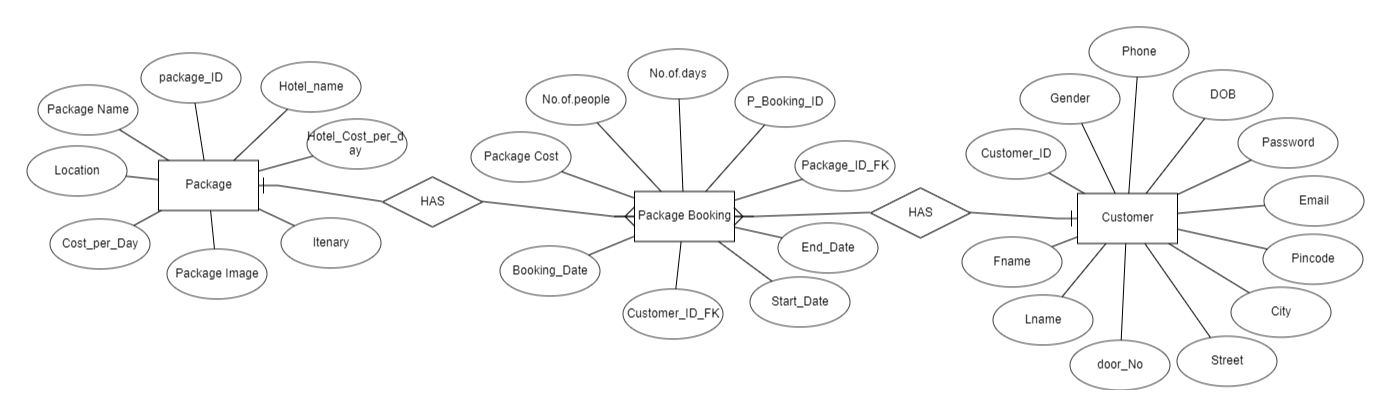 Phone
package_ID
Hotel_name
Package Name
Hotel_Cost_per_d
ay
Location
Package
Cost_per_Day
Package Image
Itenary
HAS
No.of.days
No.of.people
P_Booking_ID
Package Cost
Package_ID_FK
Package Booking
Booking_Date
End_Date
Customer_ID_FK
Start_Date
HAS
Gender
DOB
Customer_ID
Password
Customer
Email
Fname
Pincode
Lname
City
door_No
Street